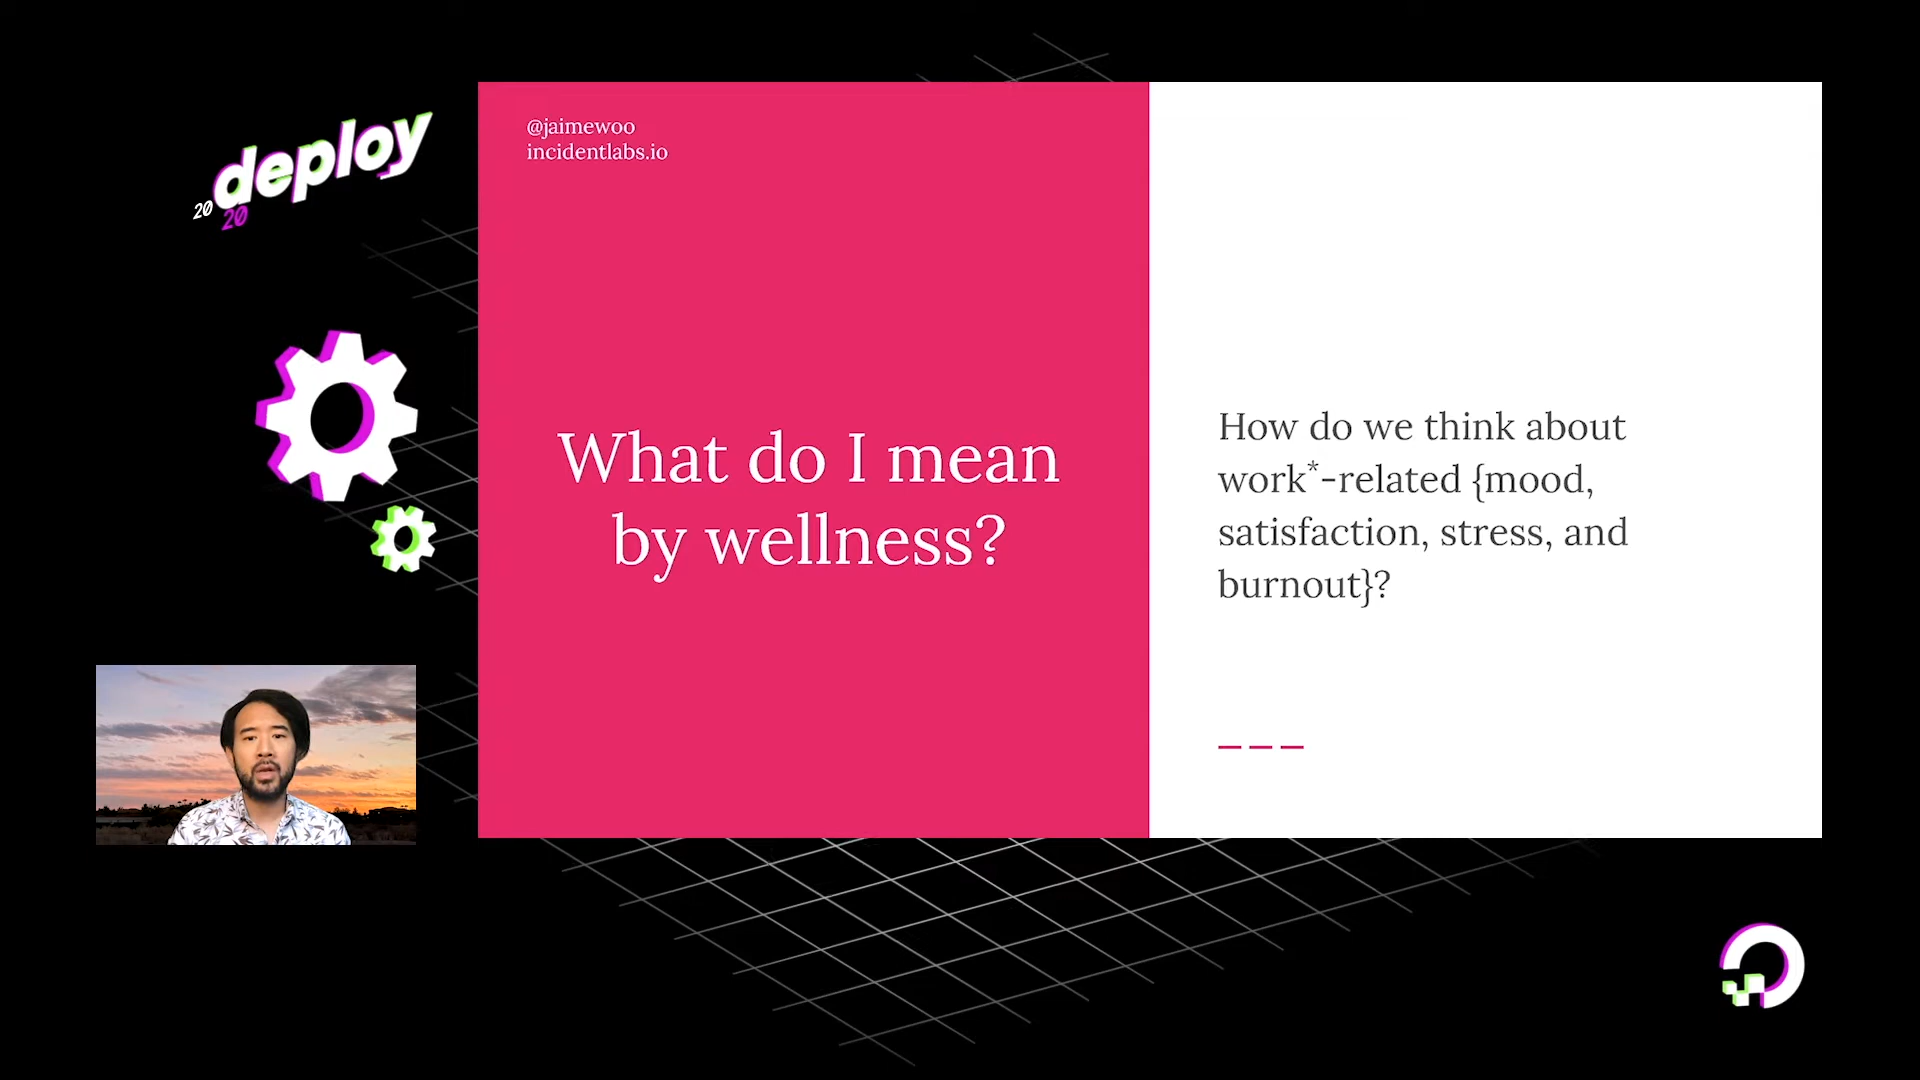 deploy
20
20
@jaimewoo
incidentlabs.io
What do I mean
by wellness?
How do we think about
work*-related {mood,
satisfaction, stress, and
burnout}?